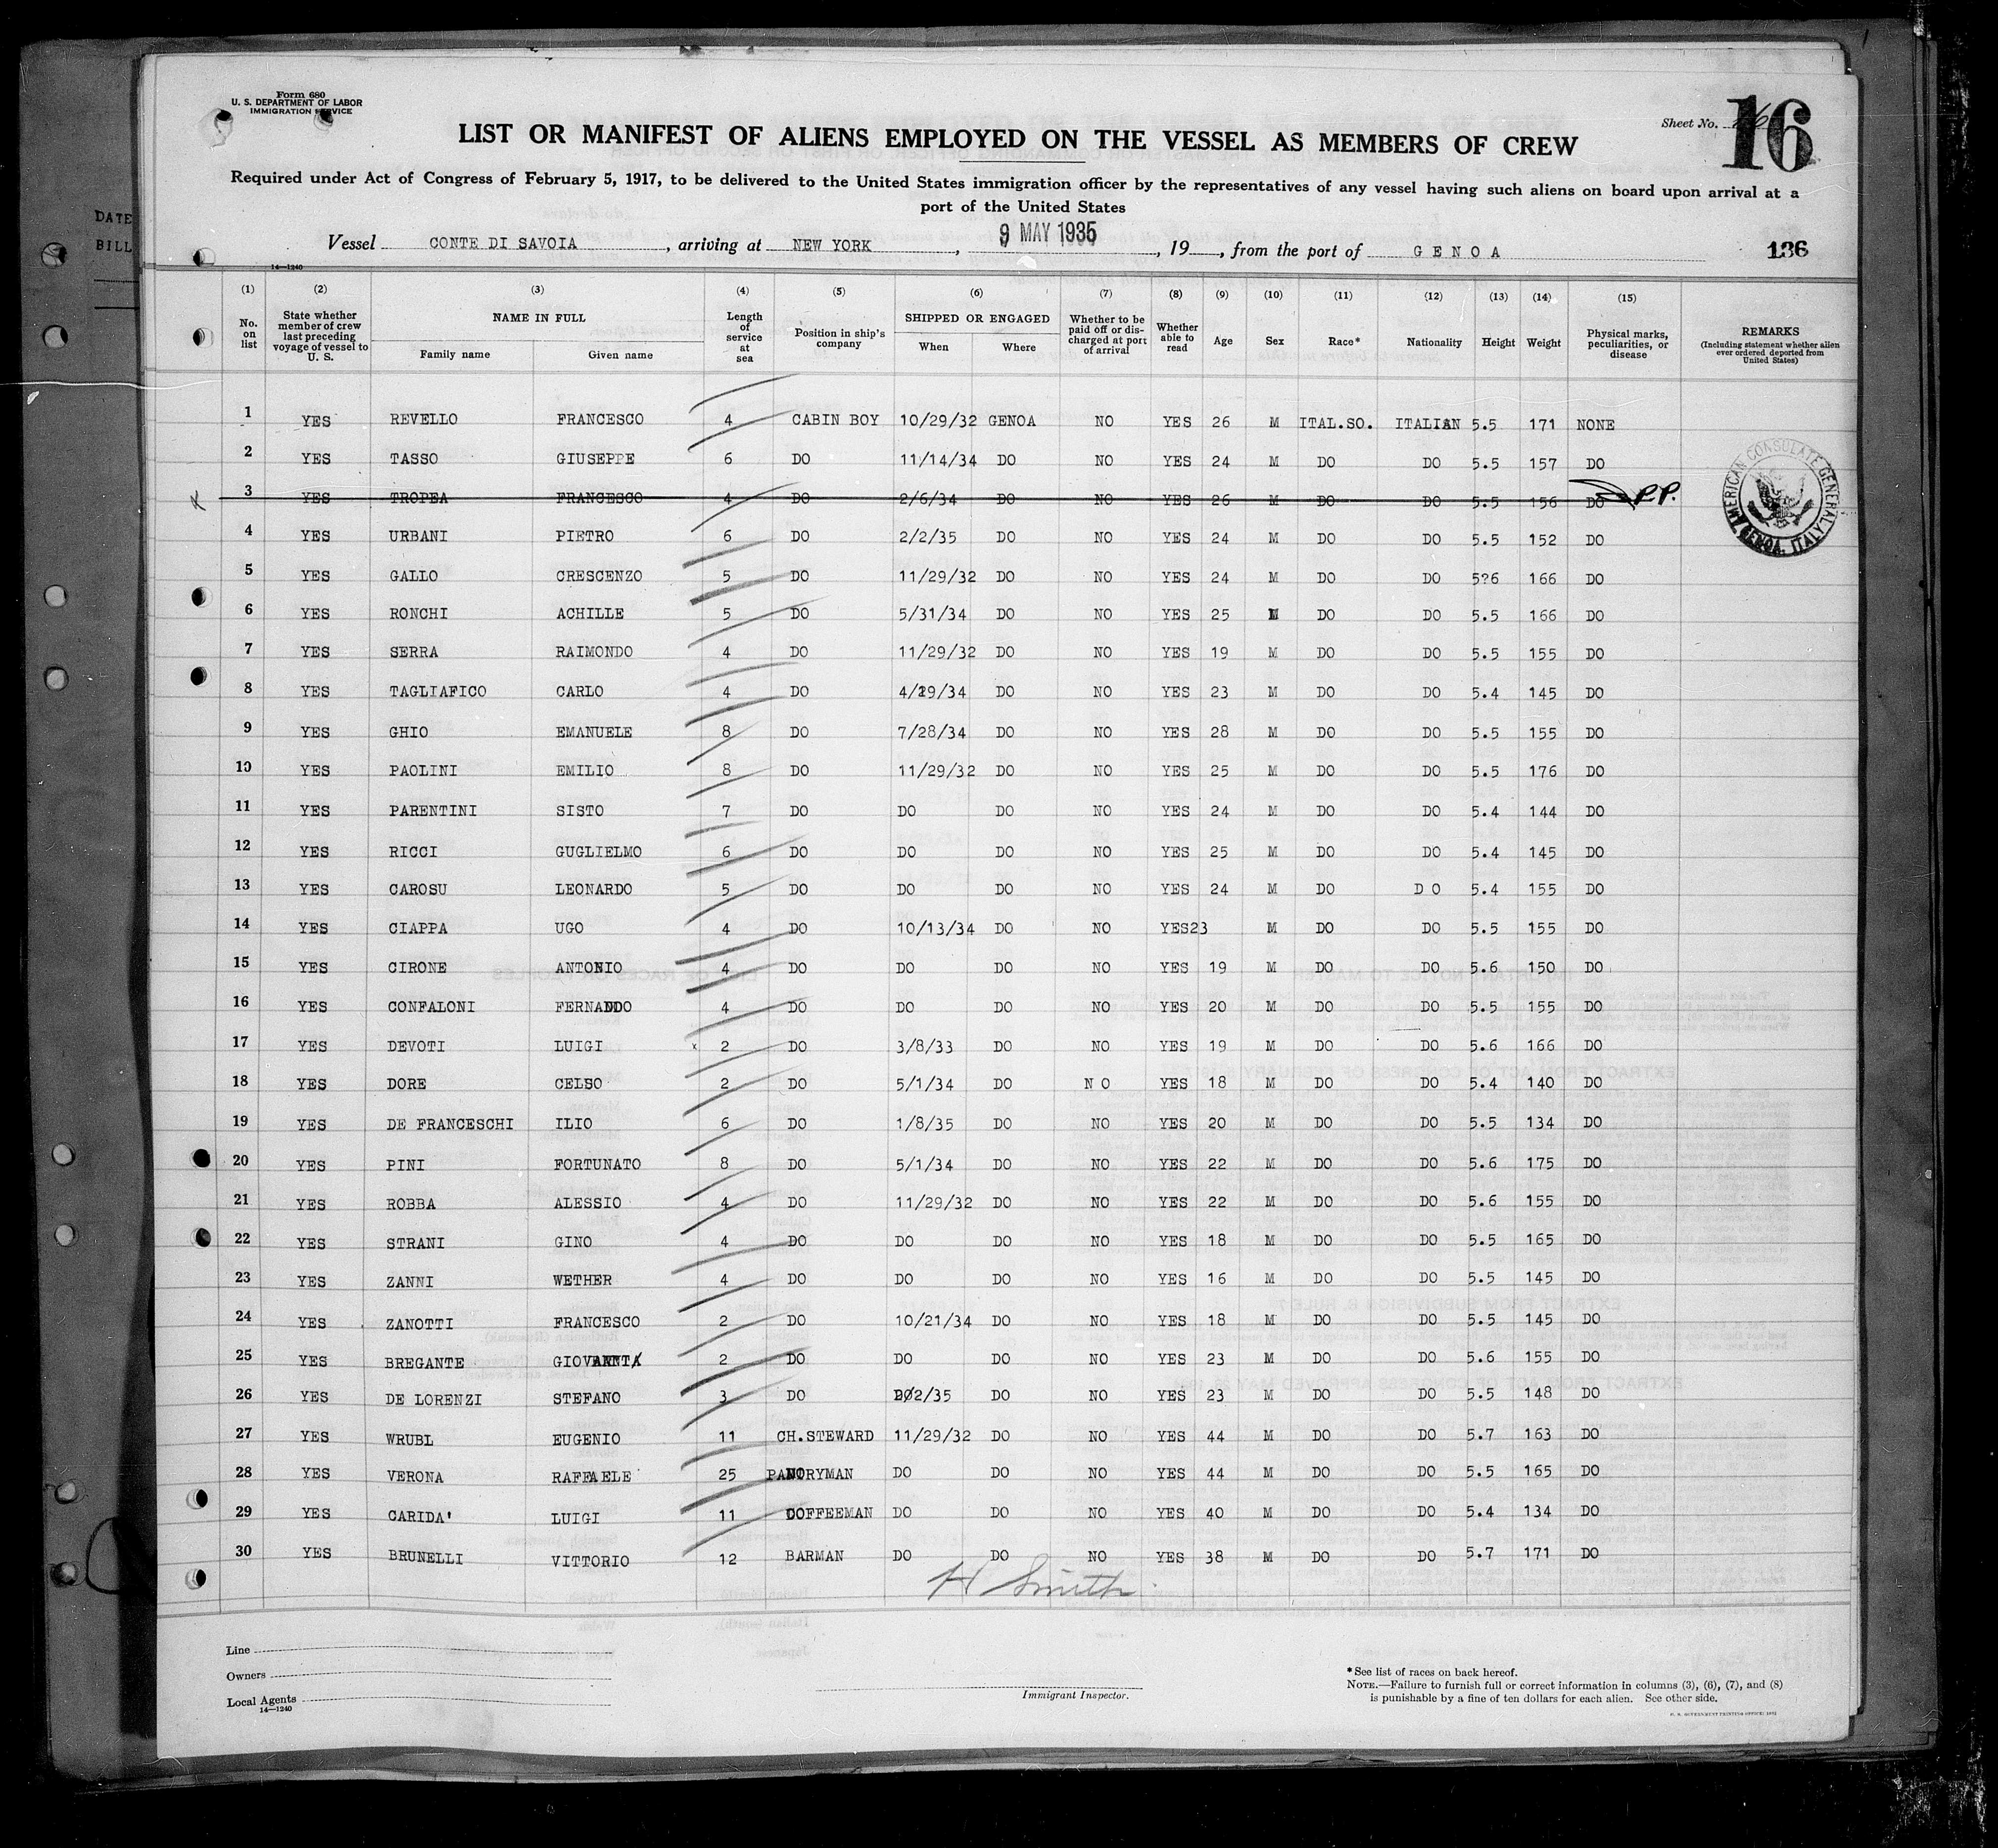 Form 680
U. S. DEPARTMENT OF LABOR
IMMIGRATION SERVICE
Sheet No. 16
16
LIST OR MANIFEST OF ALIENS EMPLOYED ON THE VESSEL AS MEMBERS OF CREW
Required under Act of Congress of February 5, 1917, to be delivered to the United States immigration officer by the representatives of any vessel having such aliens on board upon arrival at a
port of the United States
DATE
BILL
Vessel CONTE DI SAVOIA, arriving at NEW YORK, 9 MAY 1935, 19, from the port of GENOA 136
14—1240
(1) (2) (3) (4) (5) (6) (7) (8) (9) (10) (11) (12) (13) (14) (15)
No. on list State whether member of crew last preceding voyage of vessel to U. S. NAME IN FULL Family name Given name Length of service at sea Position in ship's company SHIPPED OR ENGAGED When Where Whether to be paid off or discharged at port of arrival Whether able to read Age Sex Race* Nationality Height Weight Physical marks, peculiarities, or disease REMARKS (Including statement whether alien ever ordered deported from United States)
1 YES REVELLO FRANCESCO 4 CABIN BOY 10/29/32 GENOA NO YES 26 M ITAL.SO. ITALIAN 5.5 171 NONE
2 YES TASSO GIUSEPPE 6 DO 11/14/34 DO NO YES 24 M DO DO 5.5 157 DO
3 YES TROPEA FRANCESCO 4 DO 2/6/34 DO NO YES 26 M DO DO 5.5 156 DO P.P.
AMERICAN CONSULATE GENERAL GENOA, ITALY
4 YES URBANI PIETRO 6 DO 2/2/35 DO NO YES 24 M DO DO 5.5 152 DO
5 YES GALLO CRESCENZO 5 DO 11/29/32 DO NO YES 24 M DO DO 5?6 166 DO
6 YES RONCHI ACHILLE 5 DO 5/31/34 DO NO YES 25 M DO DO 5.5 166 DO
7 YES SERRA RAIMONDO 4 DO 11/29/32 DO NO YES 19 M DO DO 5.5 155 DO
8 YES TAGLIAFICO CARLO 4 DO 4/29/34 DO NO YES 23 M DO DO 5.4 145 DO
9 YES GHIO EMANUELE 8 DO 7/28/34 DO NO YES 28 M DO DO 5.5 155 DO
10 YES PAOLINI EMILIO 8 DO 11/29/32 DO NO YES 25 M DO DO 5.5 176 DO
11 YES PARENTINI SISTO 7 DO DO DO NO YES 24 M DO DO 5.4 144 DO
12 YES RICCI GUGLIELMO 6 DO DO DO NO YES 25 M DO DO 5.4 145 DO
13 YES CAROSU LEONARDO 5 DO DO DO NO YES 24 M DO D O 5.4 155 DO
14 YES CIAPPA UGO 4 DO 10/13/34 DO NO YES23 M DO DO 5.5 155 DO
15 YES CIRONE ANTONIO 4 DO DO DO NO YES 19 M DO DO 5.6 150 DO
16 YES CONFALONI FERNANDO 4 DO DO DO NO YES 20 M DO DO 5.5 155 DO
17 YES DEVOTI LUIGI x 2 DO 3/8/33 DO NO YES 19 M DO DO 5.6 166 DO
18 YES DORE CELSO 2 DO 5/1/34 DO N O YES 18 M DO DO 5.4 140 DO
19 YES DE FRANCESCHI ILIO 6 DO 1/8/35 DO NO YES 20 M DO DO 5.5 134 DO
20 YES PINI FORTUNATO 8 DO 5/1/34 DO NO YES 22 M DO DO 5.6 175 DO
21 YES ROBBA ALESSIO 4 DO 11/29/32 DO NO YES 22 M DO DO 5.6 155 DO
22 YES STRANI GINO 4 DO DO DO NO YES 18 M DO DO 5.5 165 DO
23 YES ZANNI WETHER 4 DO DO DO NO YES 16 M DO DO 5.5 145 DO
24 YES ZANOTTI FRANCESCO 2 DO 10/21/34 DO NO YES 18 M DO DO 5.5 145 DO
25 YES BREGANTE 2 DO DO DO NO YES 23 M DO DO 5.6 155 DO
26 YES DE LORENZI STEFANO 3 DO DO NO YES 23 M DO DO 5.5 148 DO
27 YES WRUBL EUGENIO 11 CH.STEWARD 11/29/32 DO NO YES 44 M DO DO 5.7 163 DO
28 YES VERONA RAFFAELE 25 PANTRYMAN DO DO NO YES 44 M DO DO 5.5 165 DO
29 YES CARIDA' LUIGI 11 COFFEEMAN DO DO NO YES 40 M DO DO 5.4 134 DO
30 YES BRUNELLI VITTORIO 12 BARMAN DO DO NO YES 38 M DO DO 5.7 171 DO
H Smith
Line
Owners
Local Agents
14—1240
Immigrant Inspector.
* See list of races on back hereof.
NOTE.—Failure to furnish full or correct information in columns (3), (6), (7), and (8)
is punishable by a fine of ten dollars for each alien. See other side.